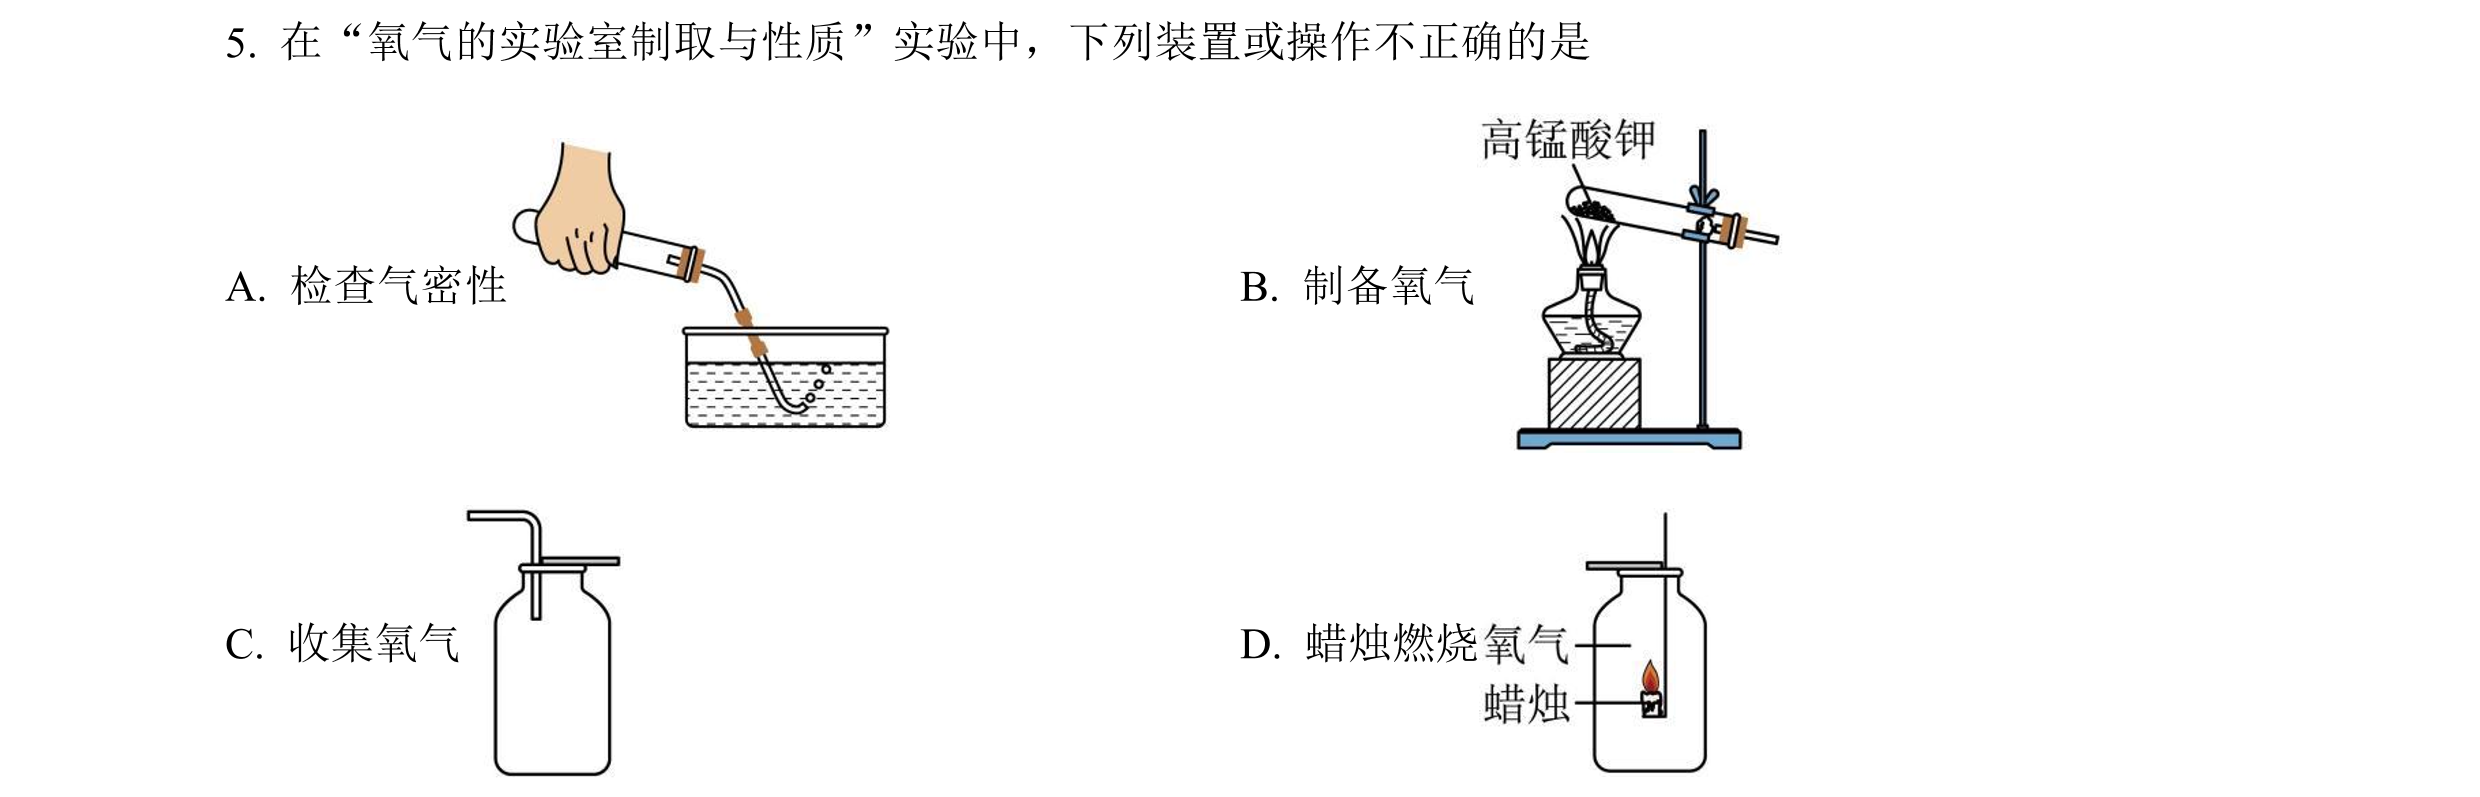 5. 在“氧气的实验室制取与性质”实验中，下列装置或操作不正确的是
高锰酸钾
A. 检查气密性
B. 制备氧气
C. 收集氧气
D. 蜡烛燃烧
氧气
蜡烛